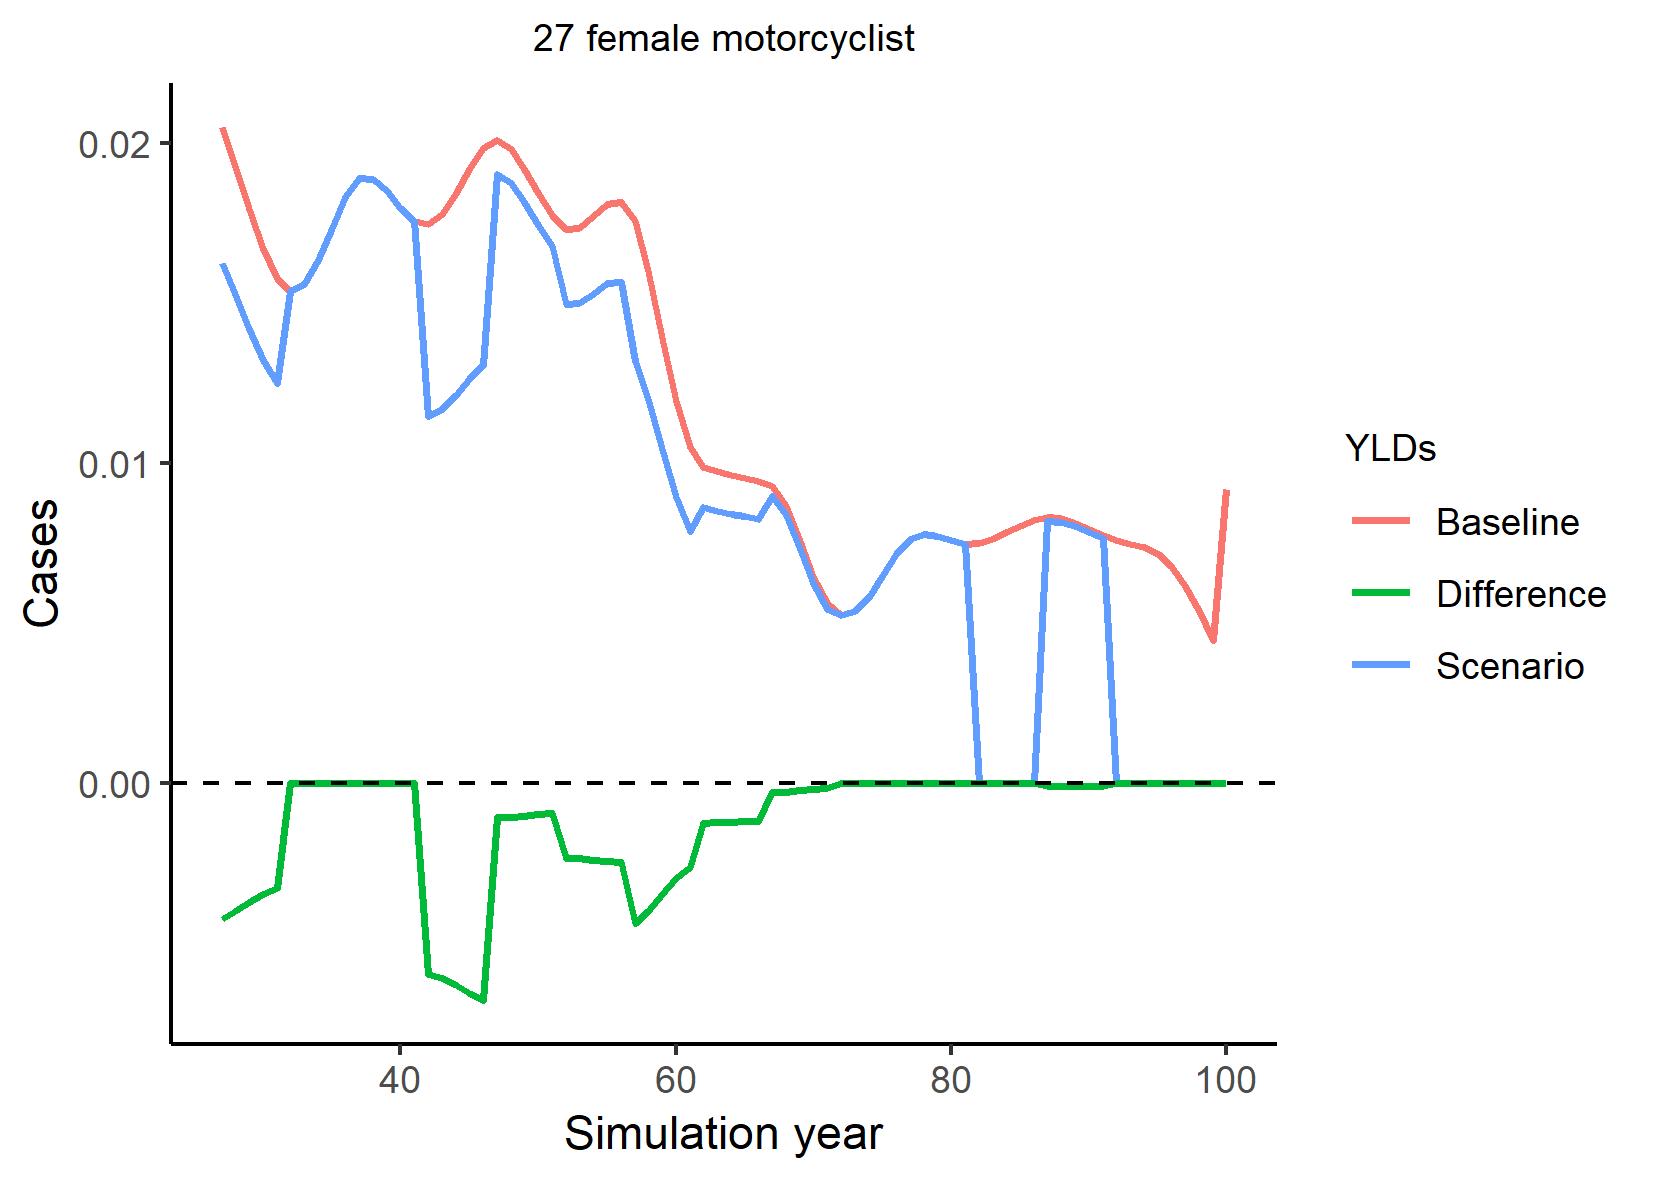 27 female motorcyclist
0.02
0.01
0.00
Cases
40 60 80 100
Simulation year
YLDs
Baseline
Difference
Scenario